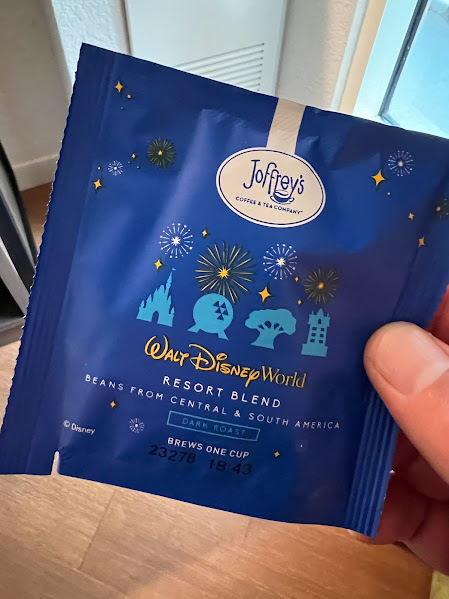 Joffrey's
COFFEE & TEA COMPANY
WALT DISNEY World
RESORT BLEND
BEANS FROM CENTRAL & SOUTH AMERICA
DARK ROAST
© Disney
BREWS ONE CUP
23278 18:43